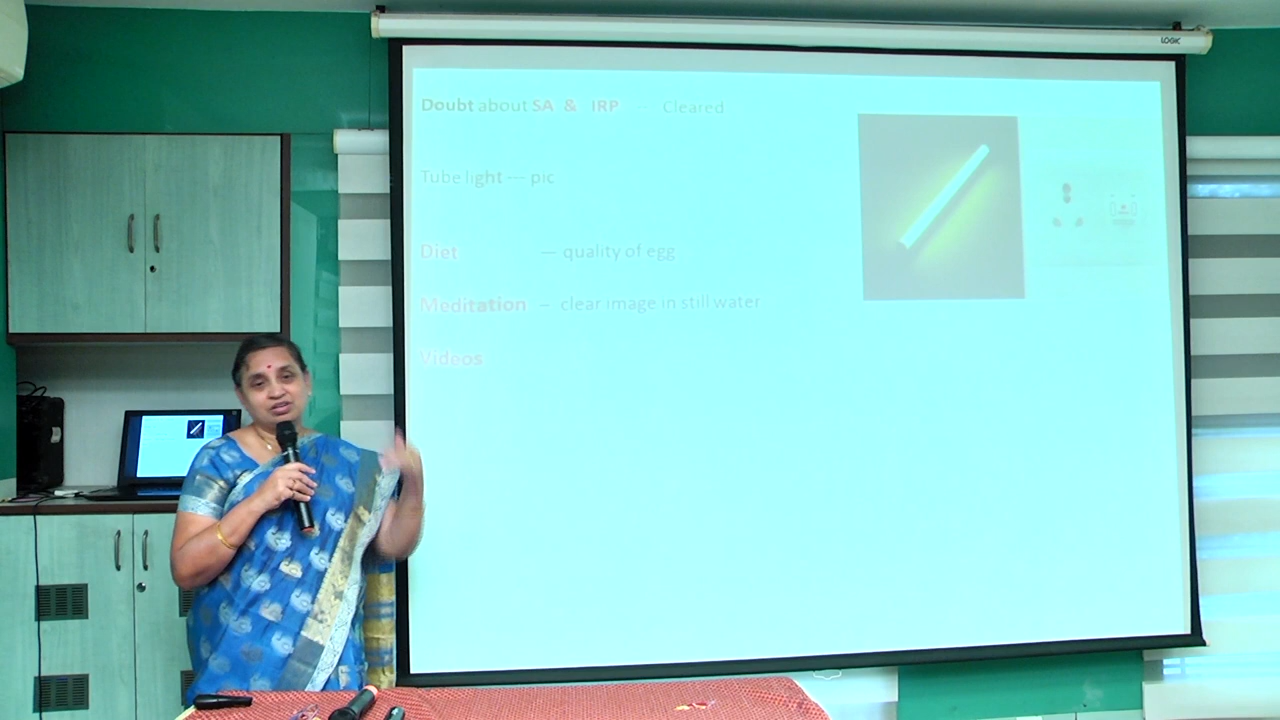 LOGIC
Doubt about SA & IRP — Cleared
Tube light --- pic
Diet — quality of egg
Meditation – clear image in still water
Videos